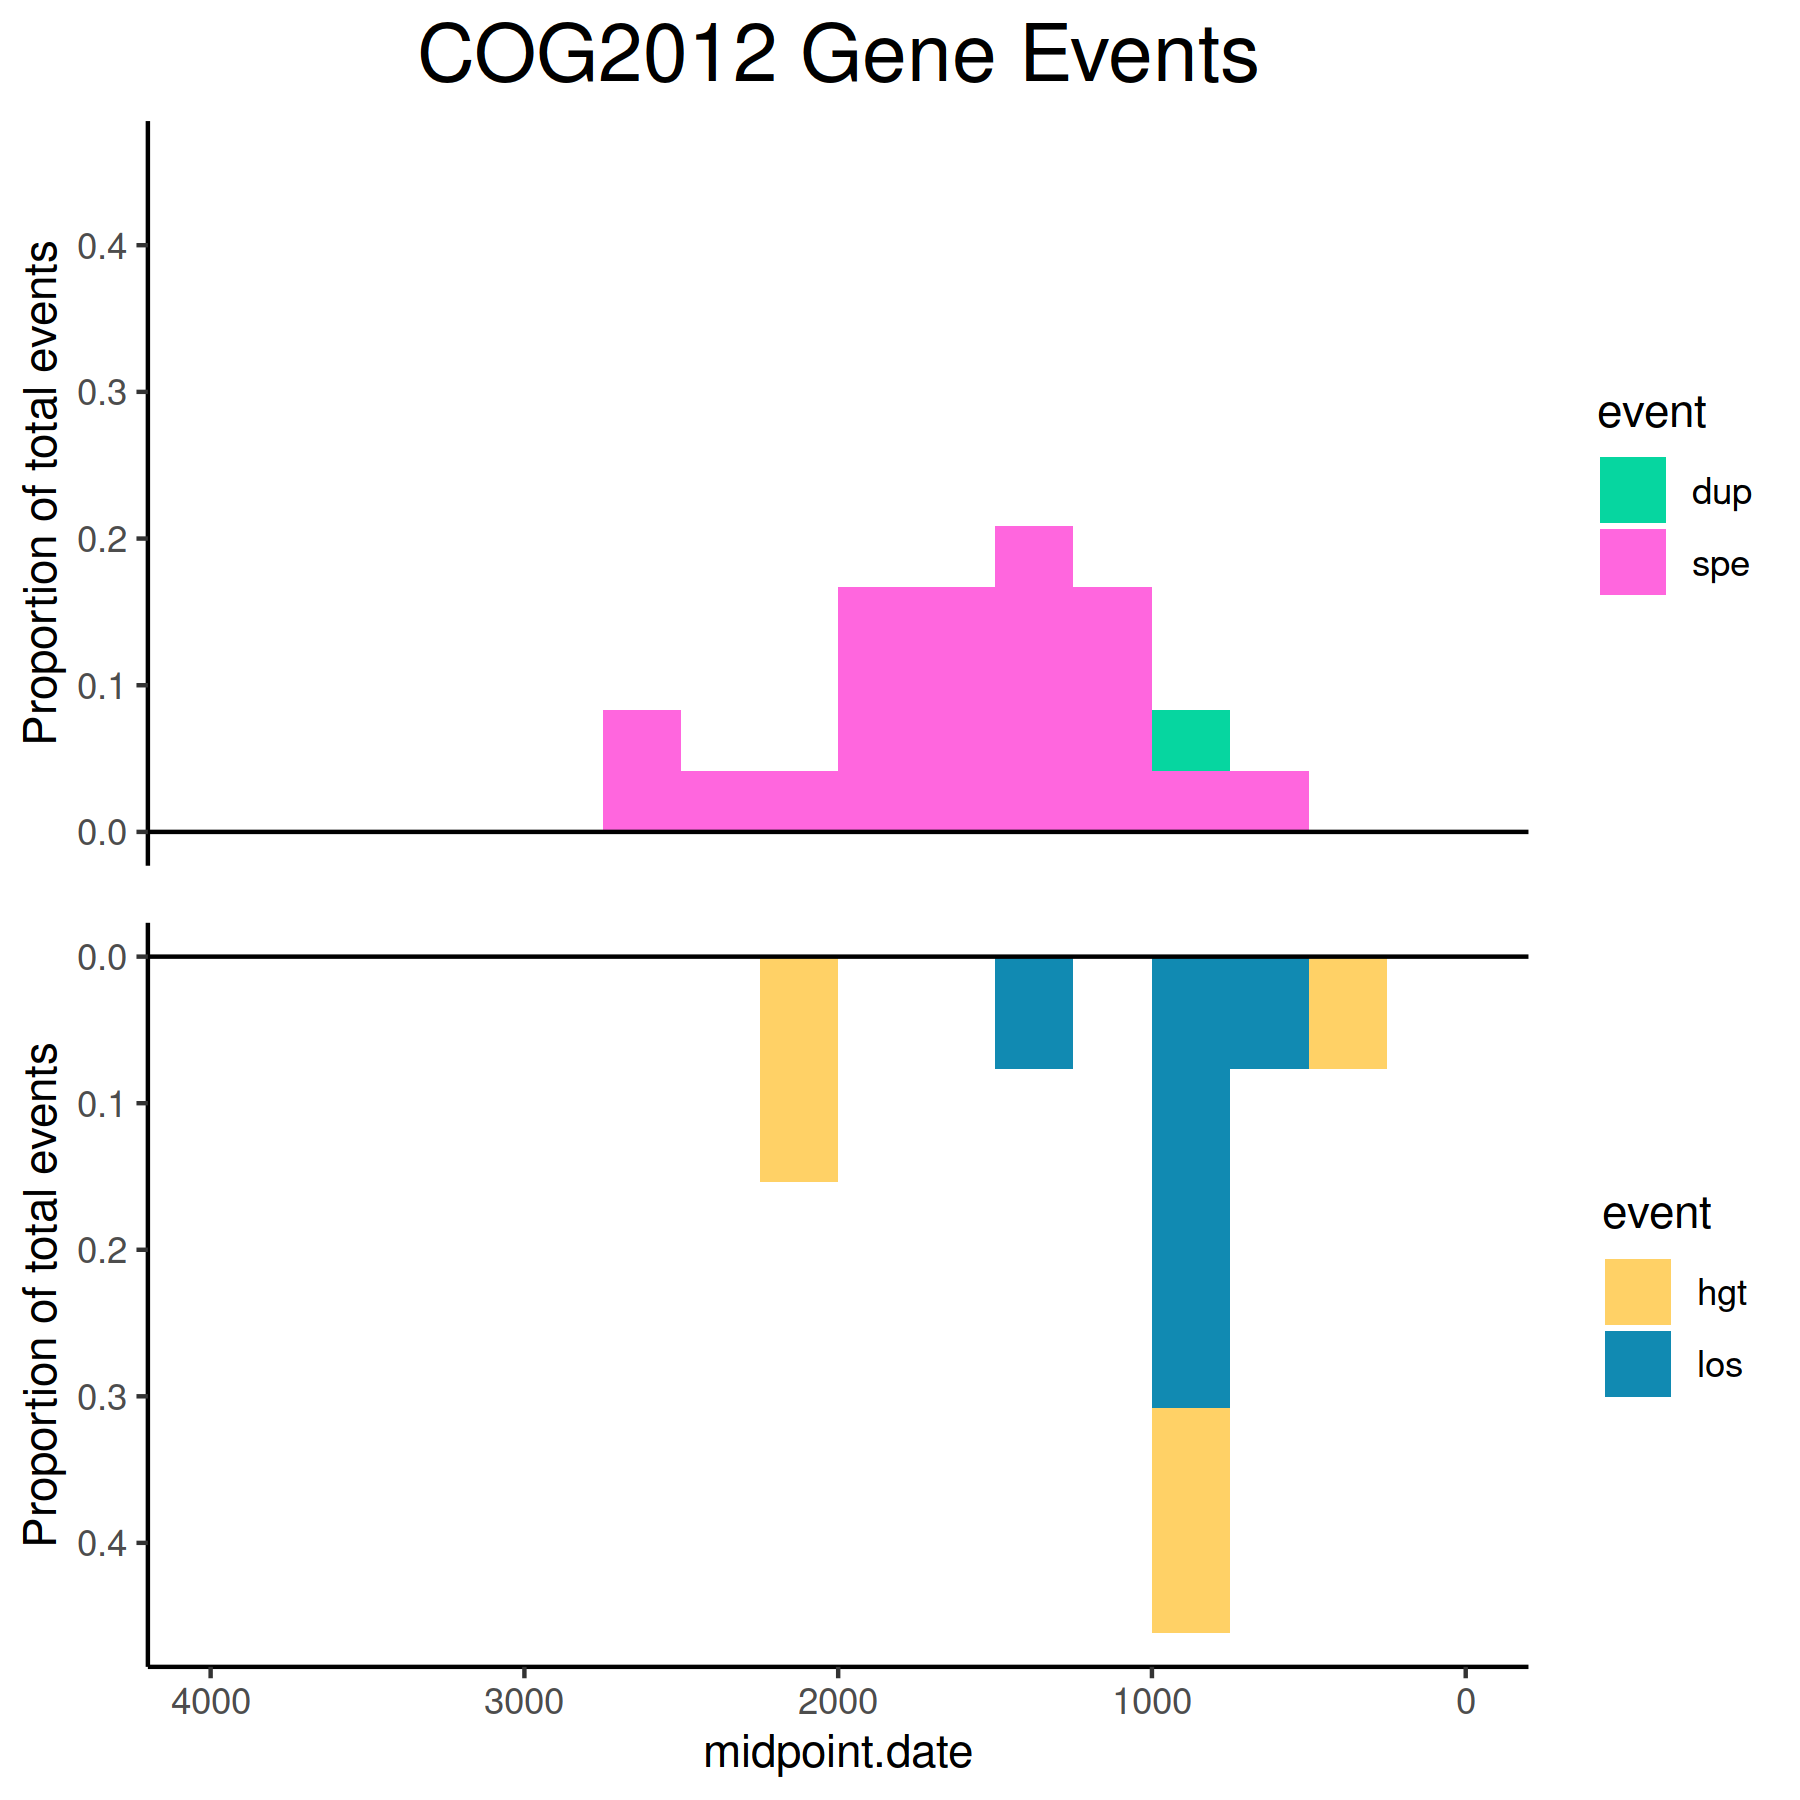 COG2012 Gene Events
Proportion of total events
0.4
0.3
0.2
0.1
0.0
event
dup
spe
Proportion of total events
0.0
0.1
0.2
0.3
0.4
event
hgt
los
4000 3000 2000 1000 0
midpoint.date